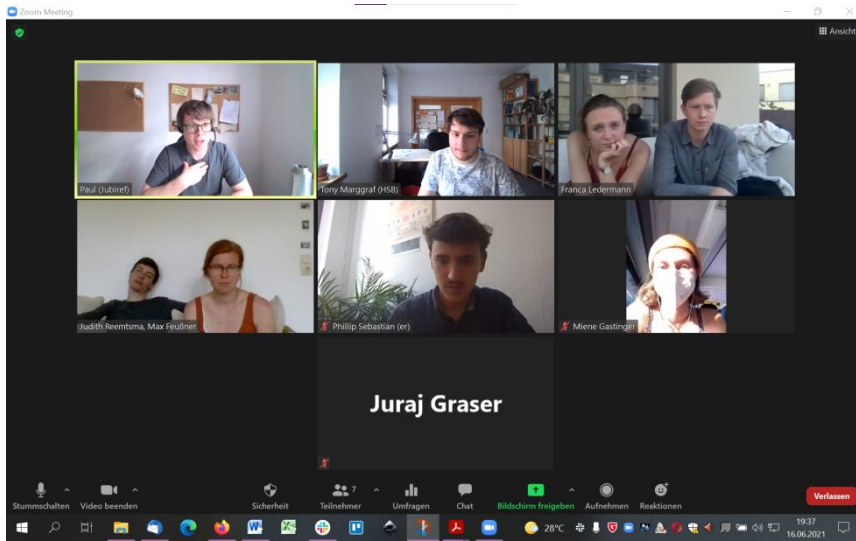 Zoom Meeting
Ansicht
Paul (Jubiref)
Tony Marggraf (HSB)
Franca Ledermann
Judith Reemtsma, Max Feußner
Phillip Sebastian (er)
Miene Gastinger
Juraj Graser
7
Stummschalten
Video beenden
Sicherheit
Teilnehmer
Umfragen
Chat
Bildschirm freigeben
Aufnehmen
Reaktionen
Verlassen
28°C
19:37
16.06.2021